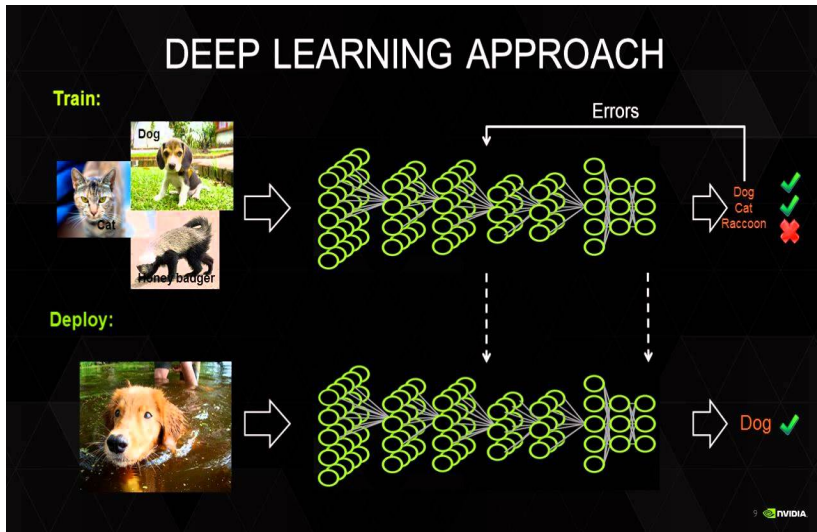 DEEP LEARNING APPROACH
Train:
Dog
Cat
Honey badger
Errors
Dog
Cat
Raccoon
Deploy:
Dog
9 NVIDIA.